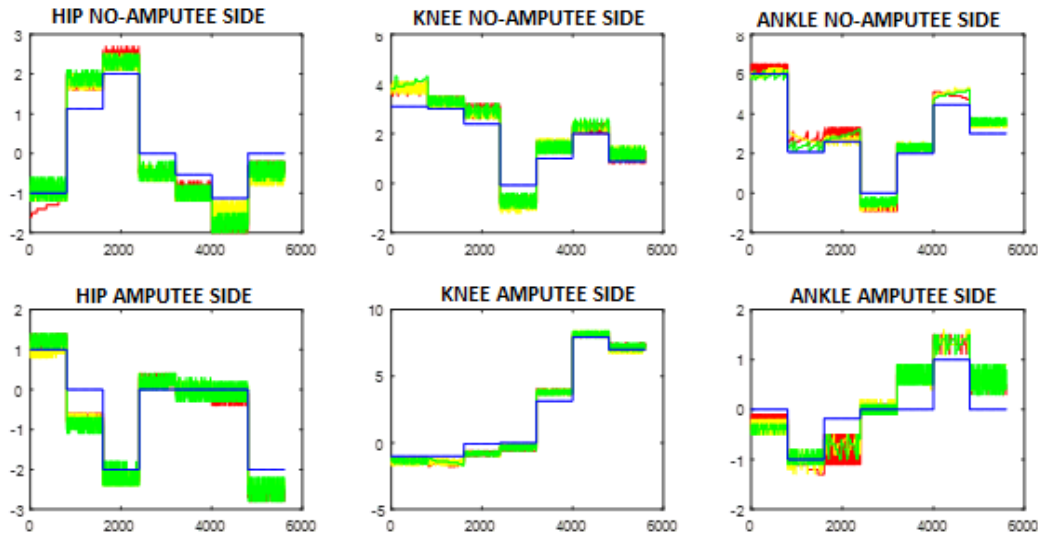 HIP NO-AMPUTEE SIDE
3
2
1
0
-1
-2
0 2000 4000 6000
KNEE NO-AMPUTEE SIDE
6
4
2
0
-2
0 2000 4000 6000
ANKLE NO-AMPUTEE SIDE
8
6
4
2
0
-2
0 2000 4000 6000
HIP AMPUTEE SIDE
2
1
0
-1
-2
-3
0 2000 4000 6000
KNEE AMPUTEE SIDE
10
5
0
-5
0 2000 4000 6000
ANKLE AMPUTEE SIDE
2
1
0
-1
-2
0 2000 4000 6000